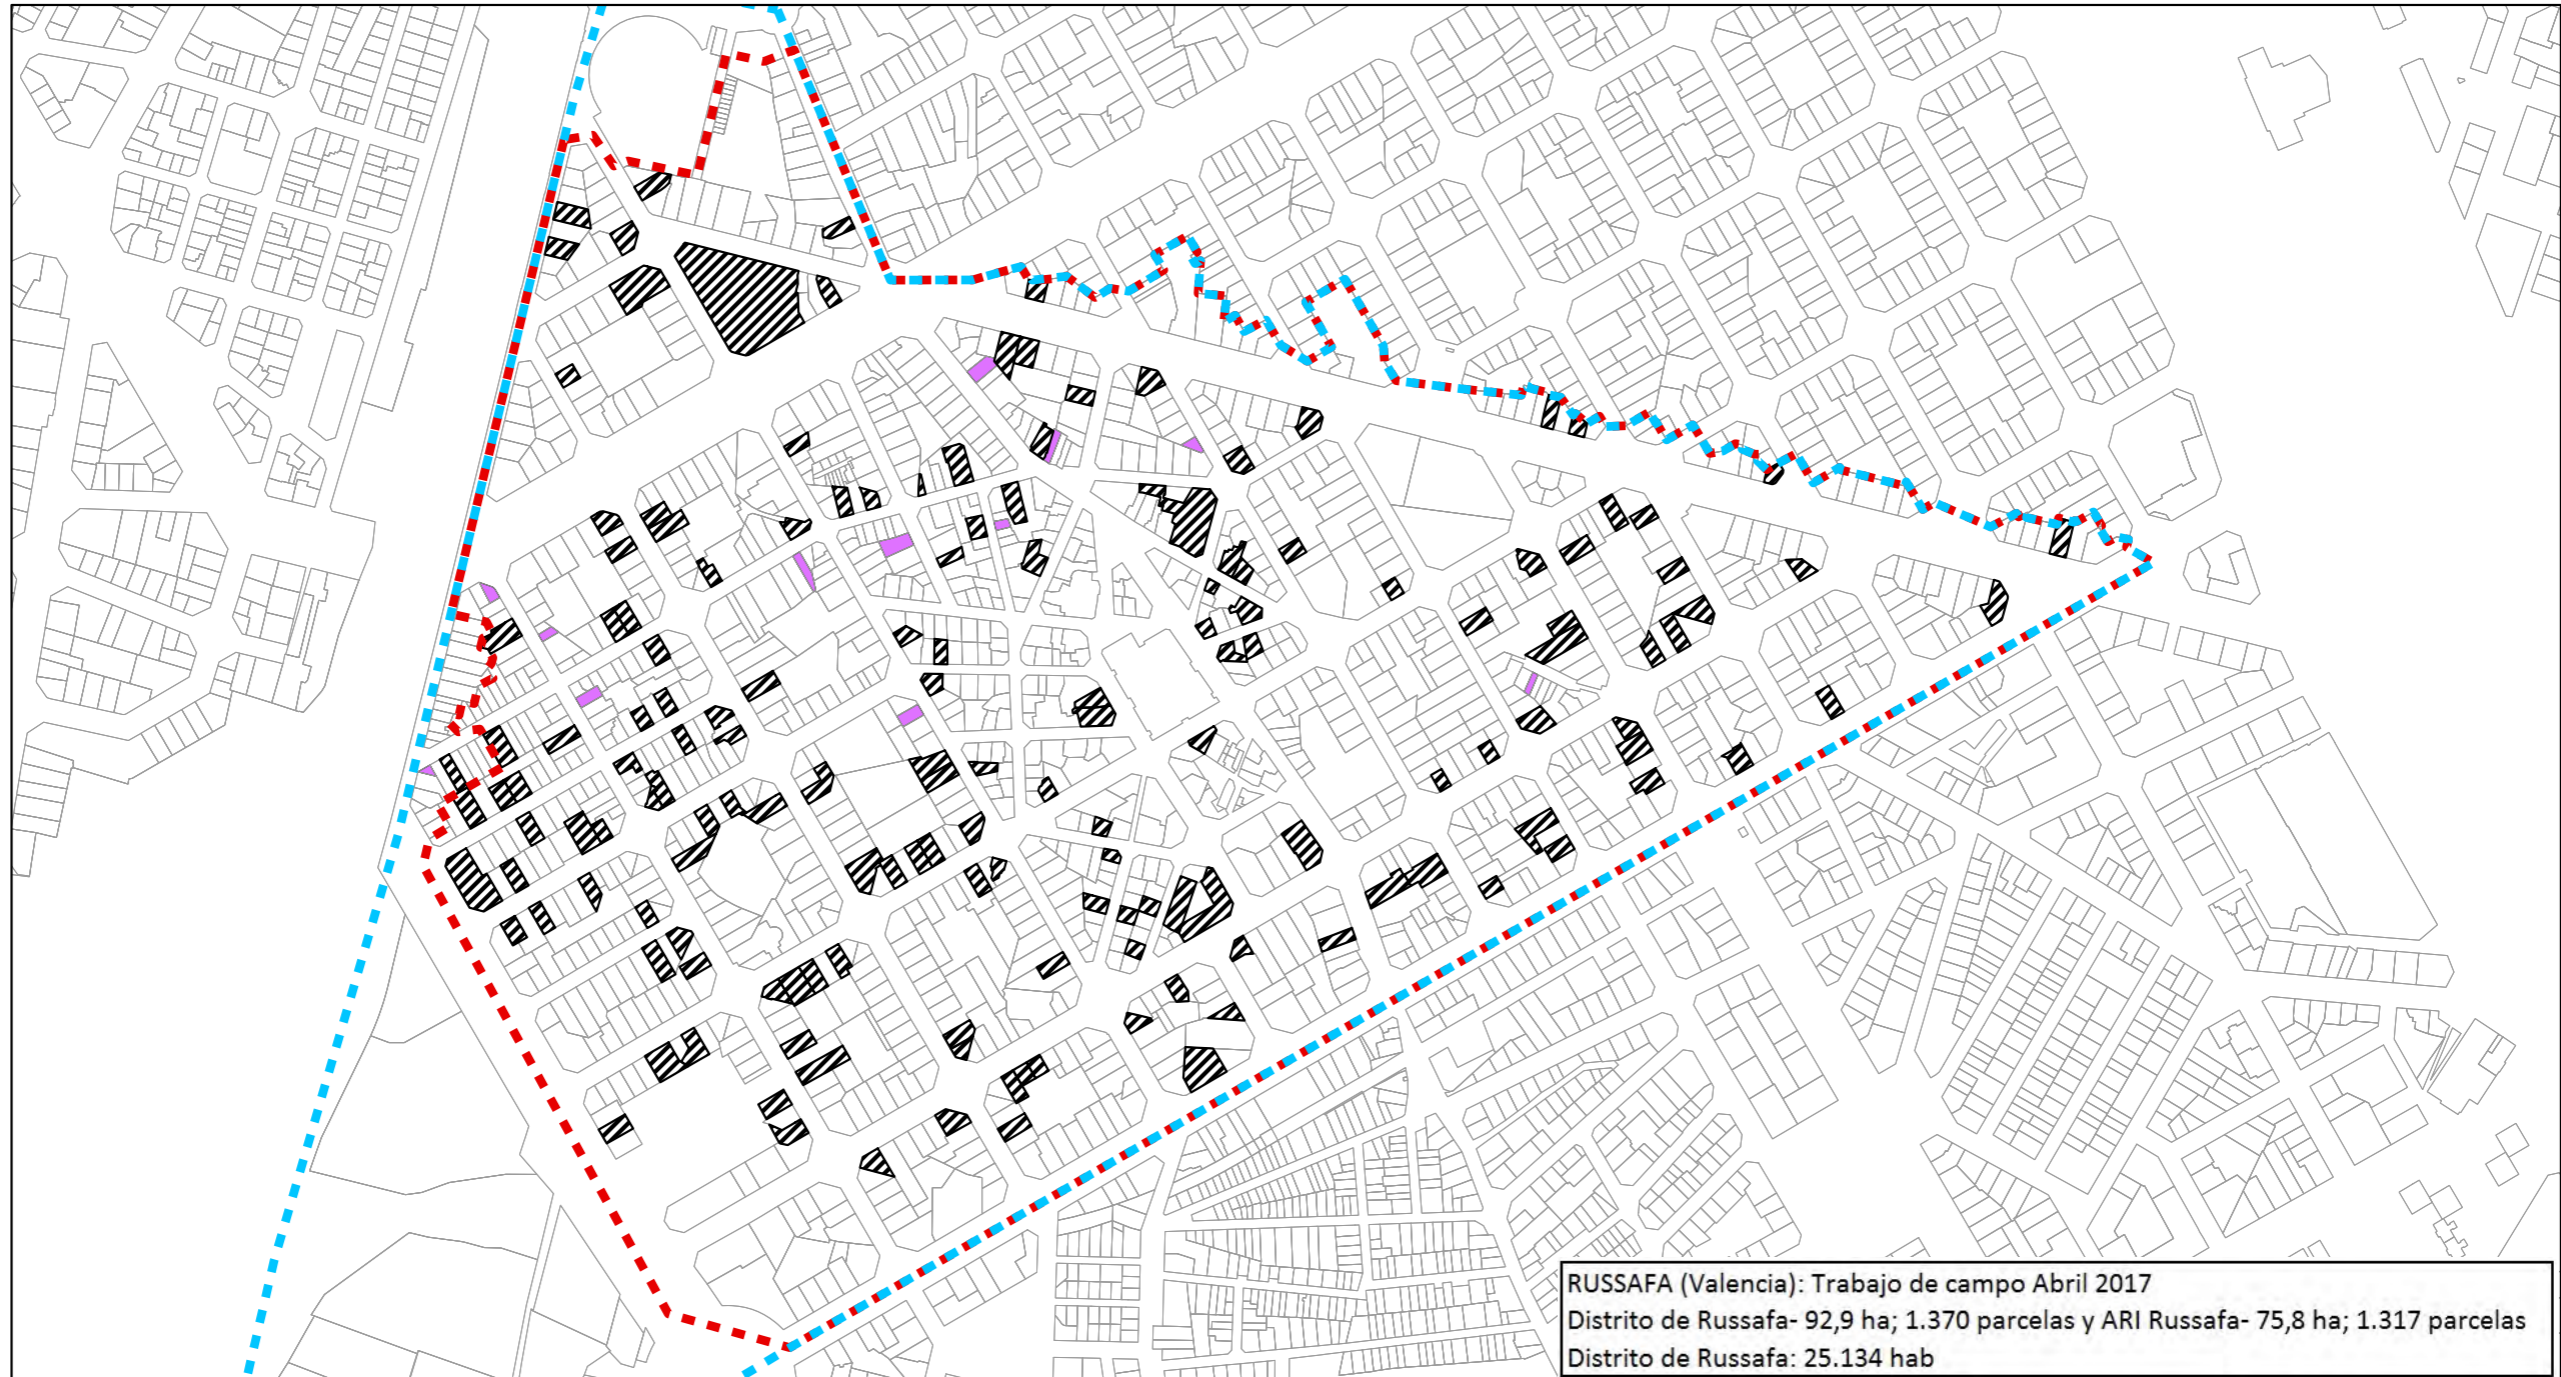 RUSSAFA (Valencia): Trabajo de campo Abril 2017
Distrito de Russafa- 92,9 ha; 1.370 parcelas y ARI Russafa- 75,8 ha; 1.317 parcelas
Distrito de Russafa: 25.134 hab